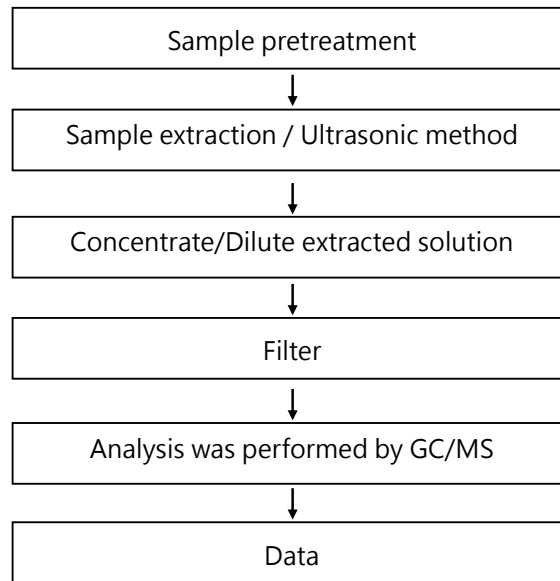 Sample pretreatment
Sample extraction / Ultrasonic method
Concentrate/Dilute extracted solution
Filter
Analysis was performed by GC/MS
Data